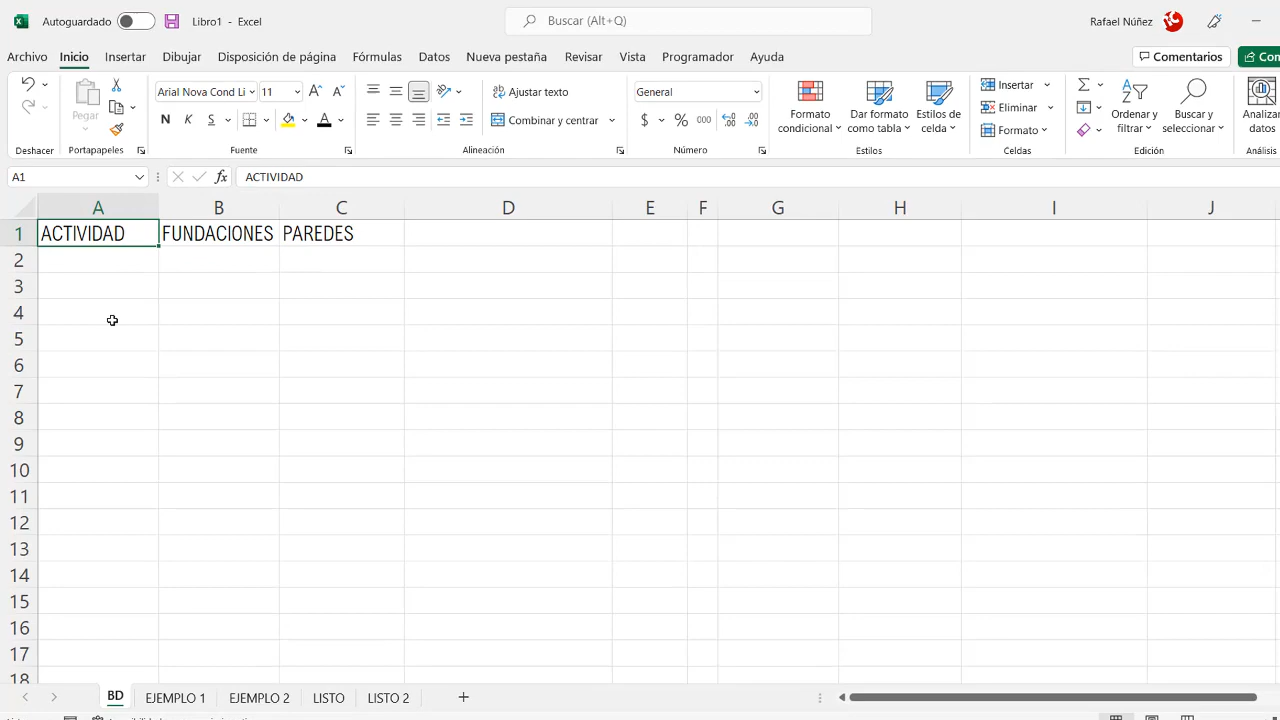 Autoguardado Libro1 - Excel Buscar (Alt+Q) Rafael Núñez
Archivo Inicio Insertar Dibujar Disposición de página Fórmulas Datos Nueva pestaña Revisar Vista Programador Ayuda Comentarios Com
Pegar
Arial Nova Cond Li 11
N K S
Ajustar texto
Combinar y centrar
General
$ % 000
Formato condicional
Dar formato como tabla
Estilos de celda
Insertar
Eliminar
Formato
Ordenar y filtrar
Buscar y seleccionar
Analizar datos
Deshacer Portapapeles Fuente Alineación Número Estilos Celdas Edición Análisis
A1 fx ACTIVIDAD
A B C D E F G H I J
1 ACTIVIDAD FUNDACIONES PAREDES
2
3
4
5
6
7
8
9
10
11
12
13
14
15
16
17
18
BD EJEMPLO 1 EJEMPLO 2 LISTO LISTO 2